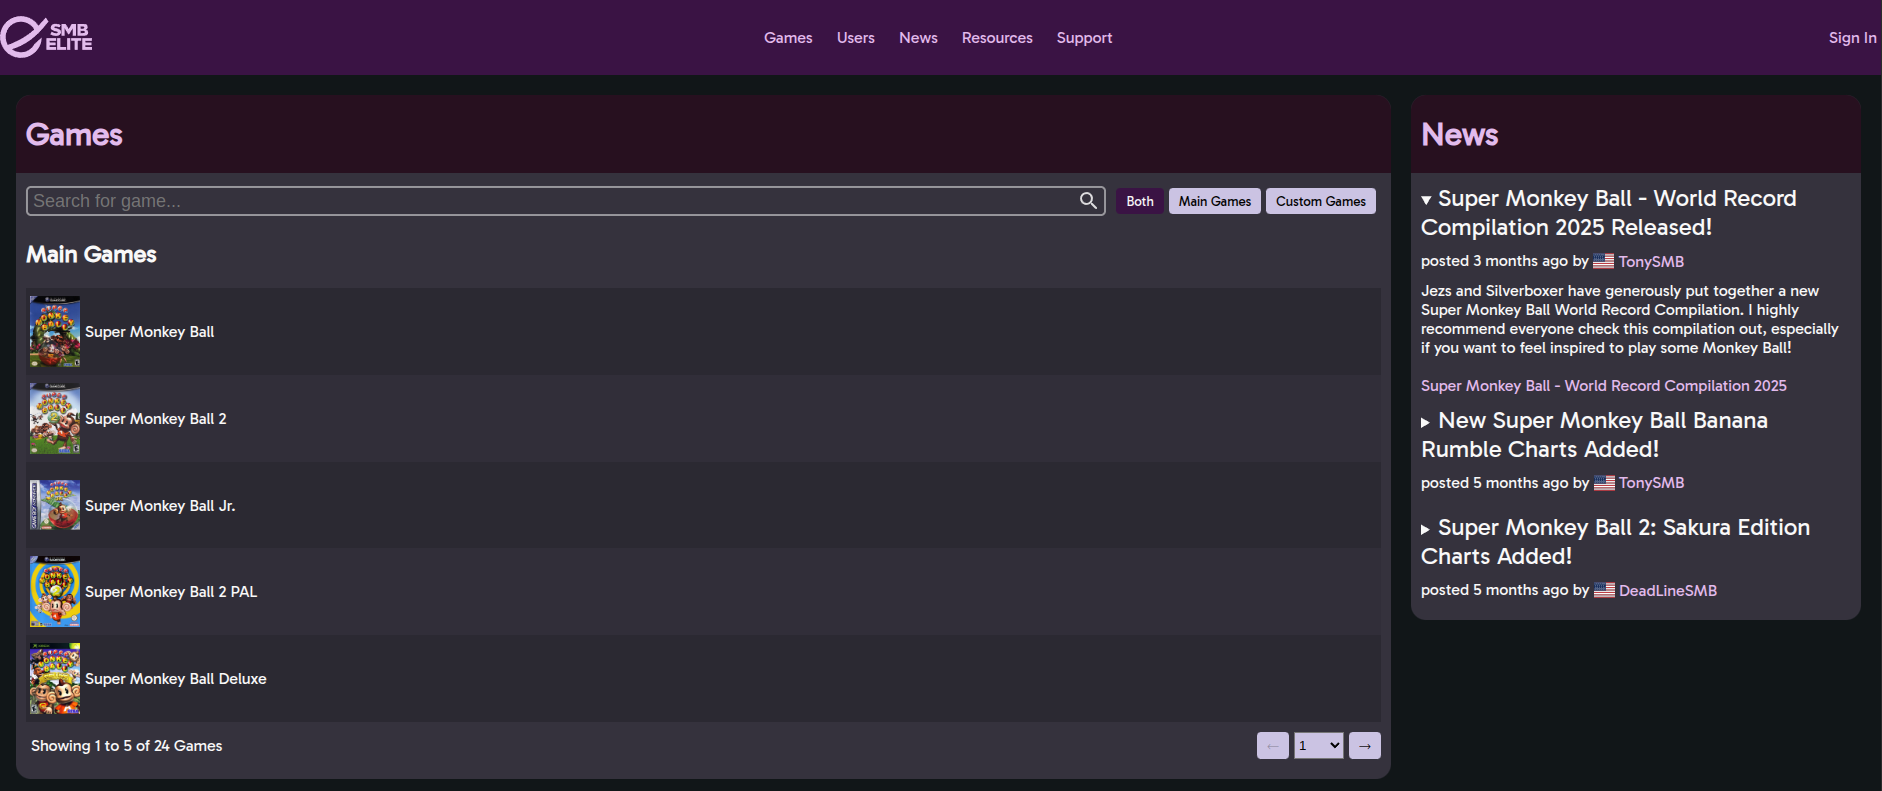 SMB
ELITE
Games
Users
News
Resources
Support
Sign In
Games
Search for game...
Both
Main Games
Custom Games
Main Games
Super Monkey Ball
Super Monkey Ball 2
Super Monkey Ball Jr.
Super Monkey Ball 2 PAL
Super Monkey Ball Deluxe
Showing 1 to 5 of 24 Games
←
1
→
News
▼ Super Monkey Ball - World Record
Compilation 2025 Released!
posted 3 months ago by TonySMB
Jezs and Silverboxer have generously put together a new
Super Monkey Ball World Record Compilation. I highly
recommend everyone check this compilation out, especially
if you want to feel inspired to play some Monkey Ball!
Super Monkey Ball - World Record Compilation 2025
▶ New Super Monkey Ball Banana
Rumble Charts Added!
posted 5 months ago by TonySMB
▶ Super Monkey Ball 2: Sakura Edition
Charts Added!
posted 5 months ago by DeadLineSMB